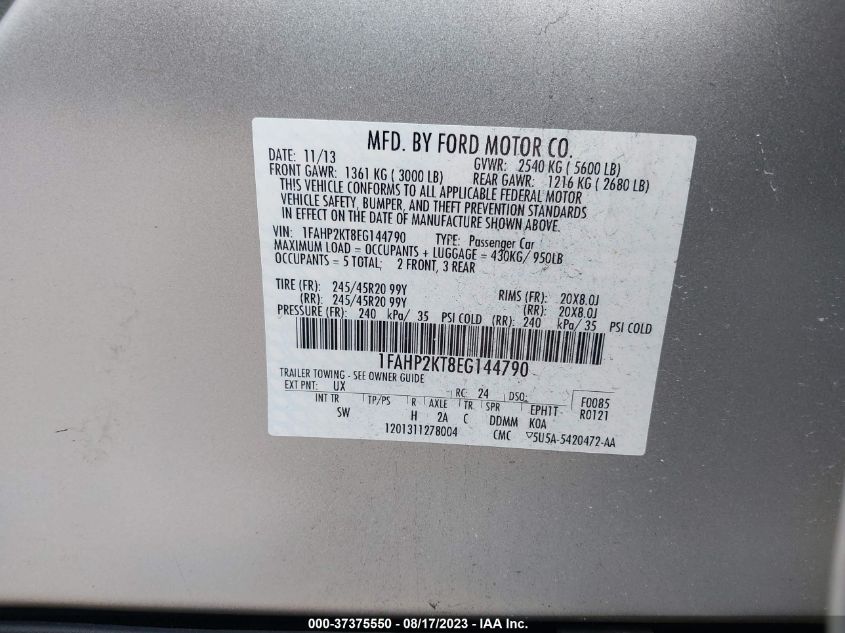 MFD. BY FORD MOTOR CO.
DATE: 11/13 GVWR: 2540 KG ( 5600 LB)
FRONT GAWR: 1361 KG ( 3000 LB) REAR GAWR: 1216 KG ( 2680 LB)
THIS VEHICLE CONFORMS TO ALL APPLICABLE FEDERAL MOTOR
VEHICLE SAFETY, BUMPER, AND THEFT PREVENTION STANDARDS
IN EFFECT ON THE DATE OF MANUFACTURE SHOWN ABOVE.
VIN: 1FAHP2KT8EG144790 TYPE: Passenger Car
MAXIMUM LOAD = OCCUPANTS + LUGGAGE = 430KG/ 950LB
OCCUPANTS = 5 TOTAL; 2 FRONT, 3 REAR
TIRE (FR): 245/45R20 99Y RIMS (FR): 20X8.0J
(RR): 245/45R20 99Y (RR): 20X8.0J
PRESSURE (FR): 240 kPa/ 35 PSI COLD (RR): 240 kPa/ 35 PSI COLD
1FAHP2KT8EG144790
TRAILER TOWING - SEE OWNER GUIDE
EXT PNT: UX RC: 24 DSO: F0085
INT TR TP/PS R AXLE TR SPR EPH1T R0121
SW H 2A C DDMM KOA
1201311278004 CMC ▽5U5A-5420472-AA
000-37375550 - 08/17/2023 - IAA Inc.